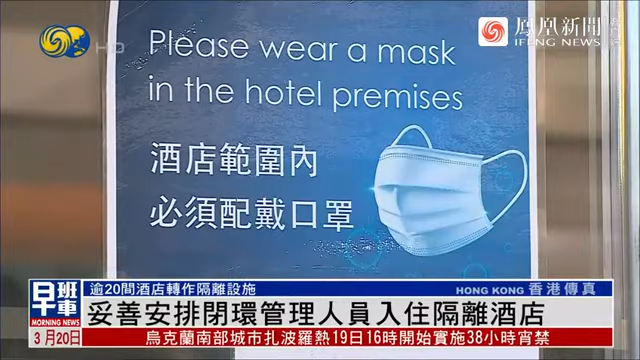 HD
鳳凰新聞
IFENG NEWS
Please wear a mask
in the hotel premises
酒店範圍內
必須配戴口罩
逾20間酒店轉作隔離設施
HONG KONG 香港傳真
早班車
MORNING NEWS
妥善安排閉環管理人員入住隔離酒店
3月20日
烏克蘭南部城市扎波羅熱19日16時開始實施38小時宵禁